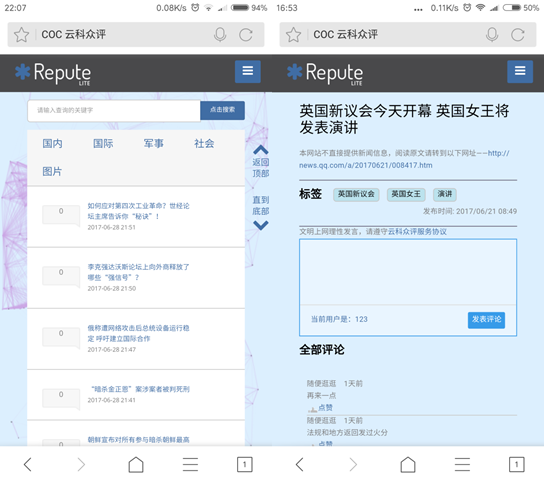 22:07
0.08K/s
94%
COC 云科众评
Repute
LITE
请输入查询的关键字
点击搜索
国内
国际
军事
社会
图片
返回
顶部
直到
底部
0
如何应对第四次工业革命？世经论
坛主席告诉你“秘诀”！
2017-06-28 21:51
0
李克强达沃斯论坛上向外商释放了
哪些“强信号”？
2017-06-28 21:50
0
俄称遭网络攻击后总统设备运行稳
定 呼吁建立国际合作
2017-06-28 21:47
0
“暗杀金正恩”案涉案者被判死刑
2017-06-28 21:41
0
朝鲜宣布对所有参与暗杀朝鲜最高
1
16:53
0.11K/s
50%
COC 云科众评
Repute
LITE
英国新议会今天开幕 英国女王将
发表演讲
本网站不直接提供新闻信息，阅读原文请转到以下网址——http://
news.qq.com/a/20170621/008417.htm
标签
英国新议会
英国女王
演讲
发布时间: 2017/06/21 08:49
文明上网理性发言，请遵守云科众评服务协议
当前用户是：123
发表评论
全部评论
随便逛逛 1天前
再来一点
点赞
随便逛逛 1天前
法规和地方返回发过火分
点赞
1